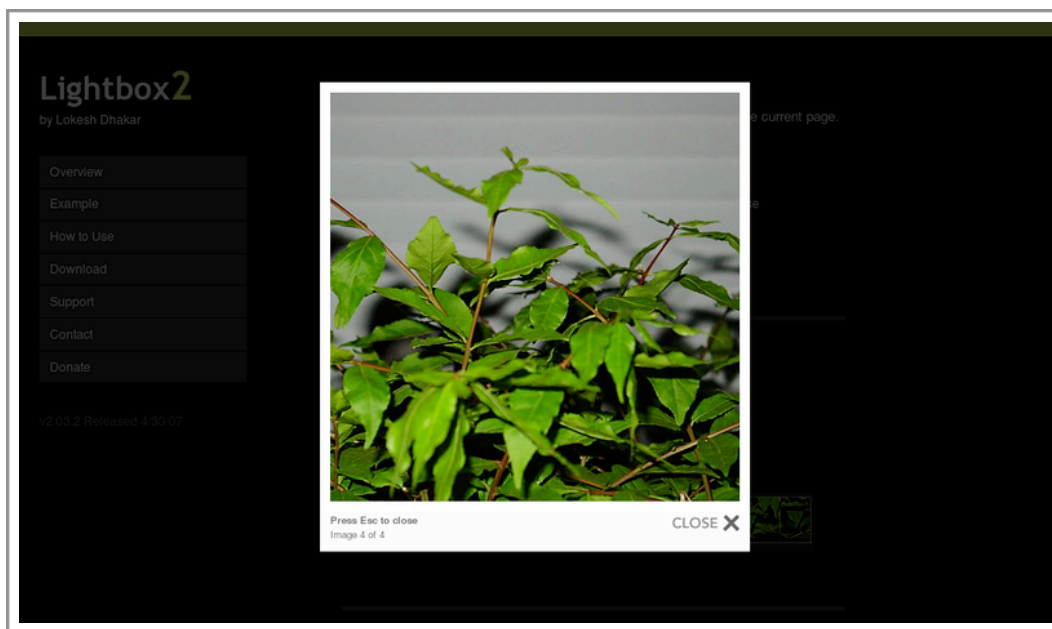 Lightbox2
by Lokesh Dhakar
e current page.
Overview
Example
se
How to Use
Download
Support
Contact
Donate
v2.03.2 Released 4/30/07
Press Esc to close
Image 4 of 4
CLOSE X